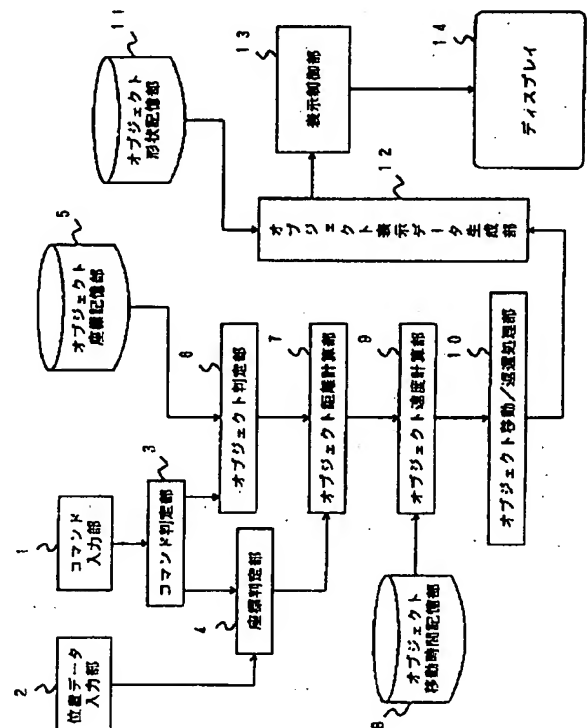 1
コマンド
入力部
2
位置データ
入力部
3
コマンド判定部
4
座標判定部
5
オブジェクト
座標記憶部
6
オブジェクト判定部
7
オブジェクト距離計算部
8
オブジェクト
移動時間記憶部
9
オブジェクト速度計算部
10
オブジェクト移動／返還処理部
11
オブジェクト
形状記憶部
12
オブジェクト表示データ生成部
13
表示制御部
14
ディスプレイ